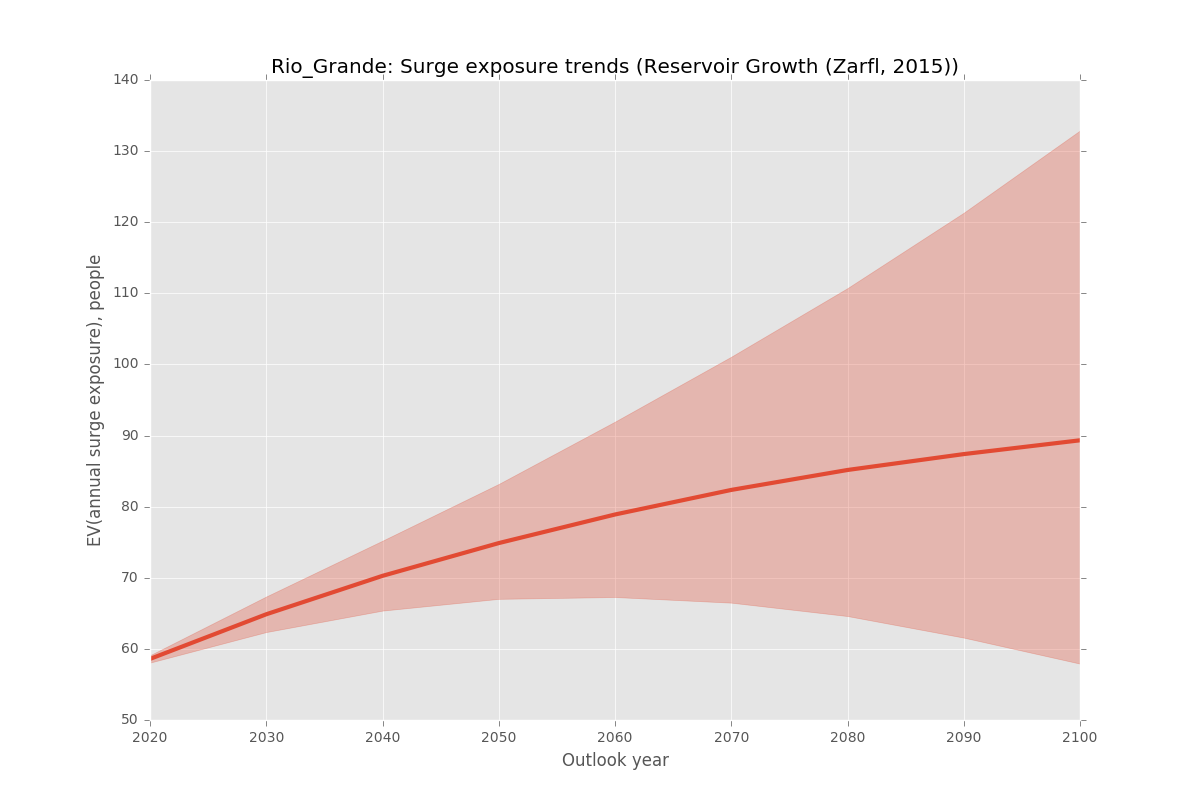 Rio_Grande: Surge exposure trends (Reservoir Growth (Zarfl, 2015))
140
130
120
110
100
90
80
70
60
50
EV(annual surge exposure), people
2020 2030 2040 2050 2060 2070 2080 2090 2100
Outlook year